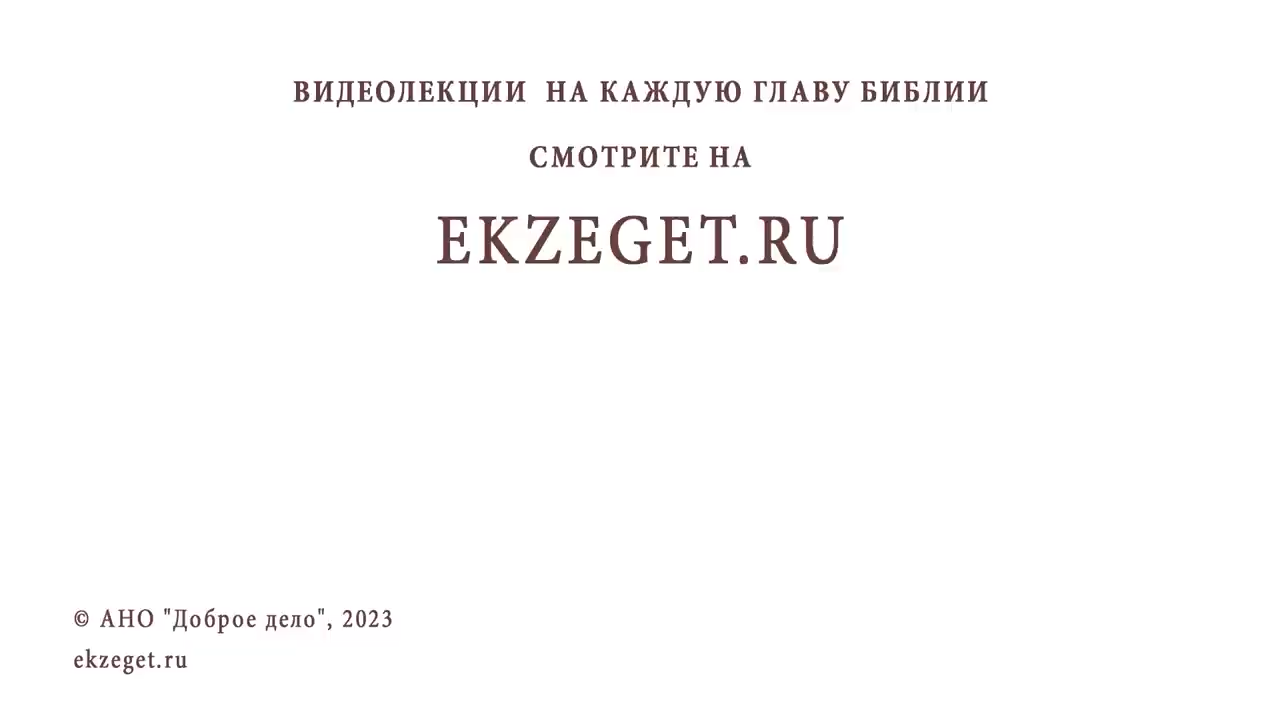 ВИДЕОЛЕКЦИИ НА КАЖДУЮ ГЛАВУ БИБЛИИ
СМОТРИТЕ НА
EKZEGET.RU
© АНО "Доброе дело", 2023
ekzeget.ru